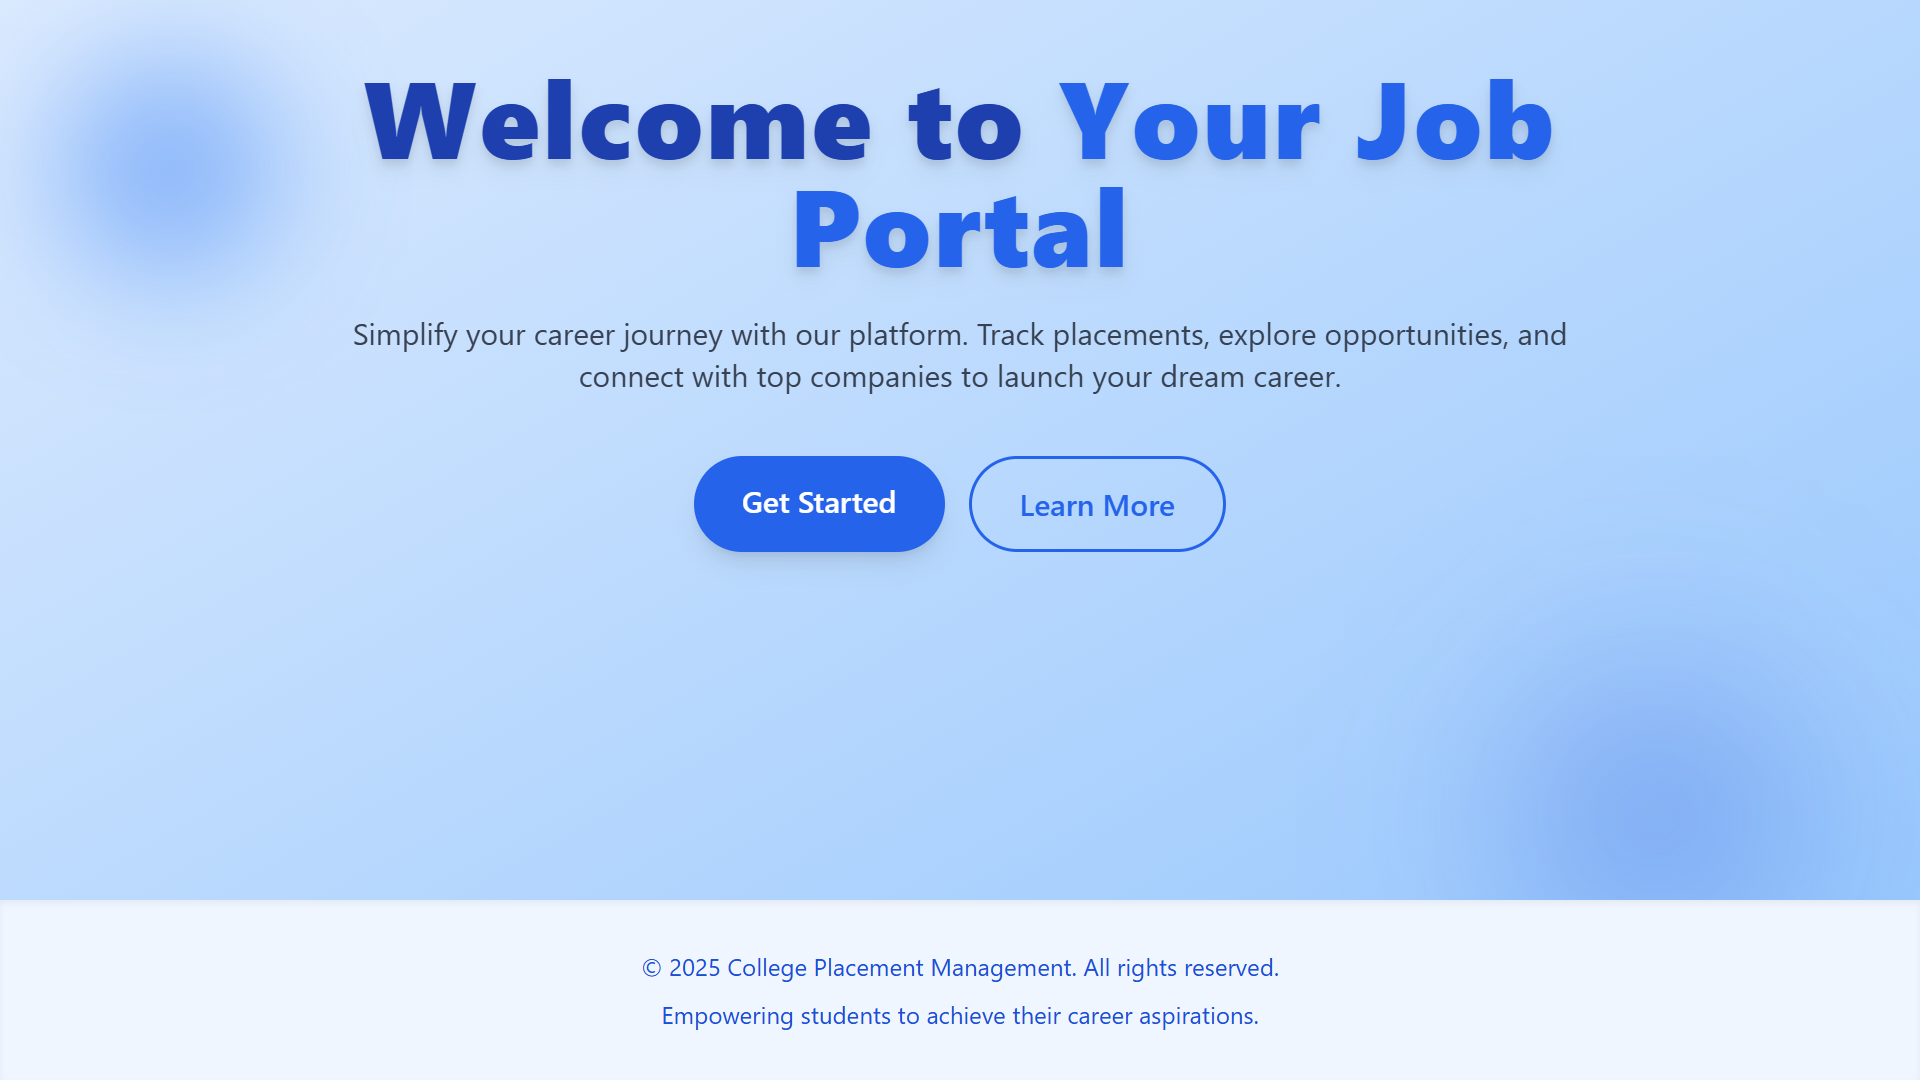 Welcome to Your Job
Portal
Simplify your career journey with our platform. Track placements, explore opportunities, and
connect with top companies to launch your dream career.
Get Started
Learn More
© 2025 College Placement Management. All rights reserved.
Empowering students to achieve their career aspirations.